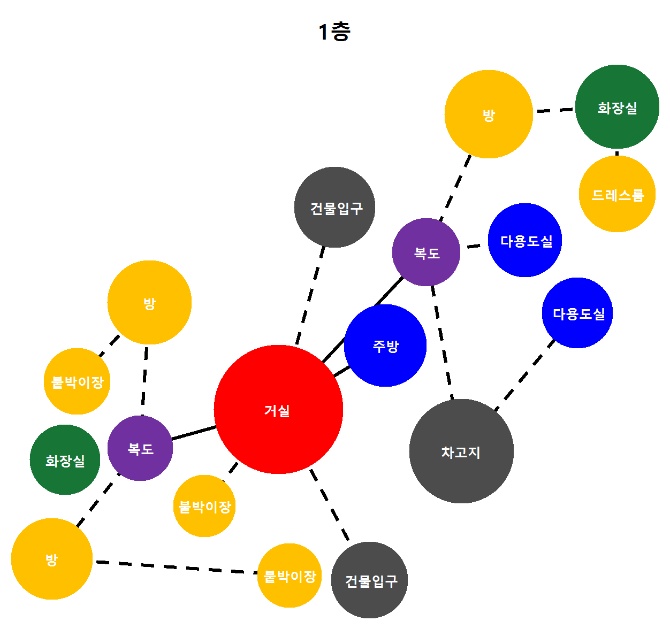 1층
방
화장실
드레스룸
건물입구
복도
다용도실
다용도실
방
주방
붙박이장
거실
복도
화장실
차고지
붙박이장
방
붙박이장
건물입구